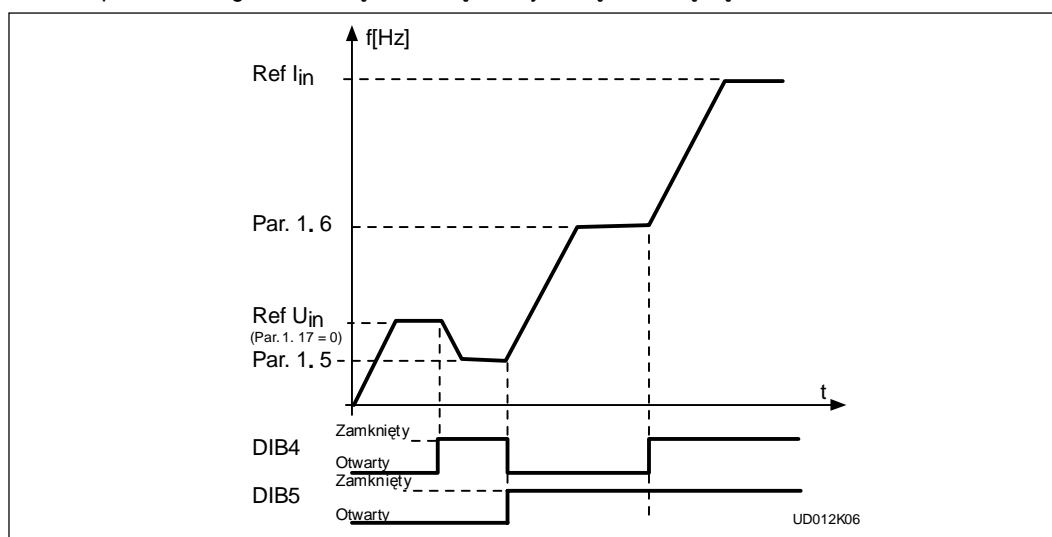 f[Hz]
Ref Iin
Par. 1. 6
Ref Uin
(Par. 1. 17 = 0)
Par. 1. 5
t
Zamknięty
DIB4
Otwarty
Zamknięty
DIB5
Otwarty
UD012K06